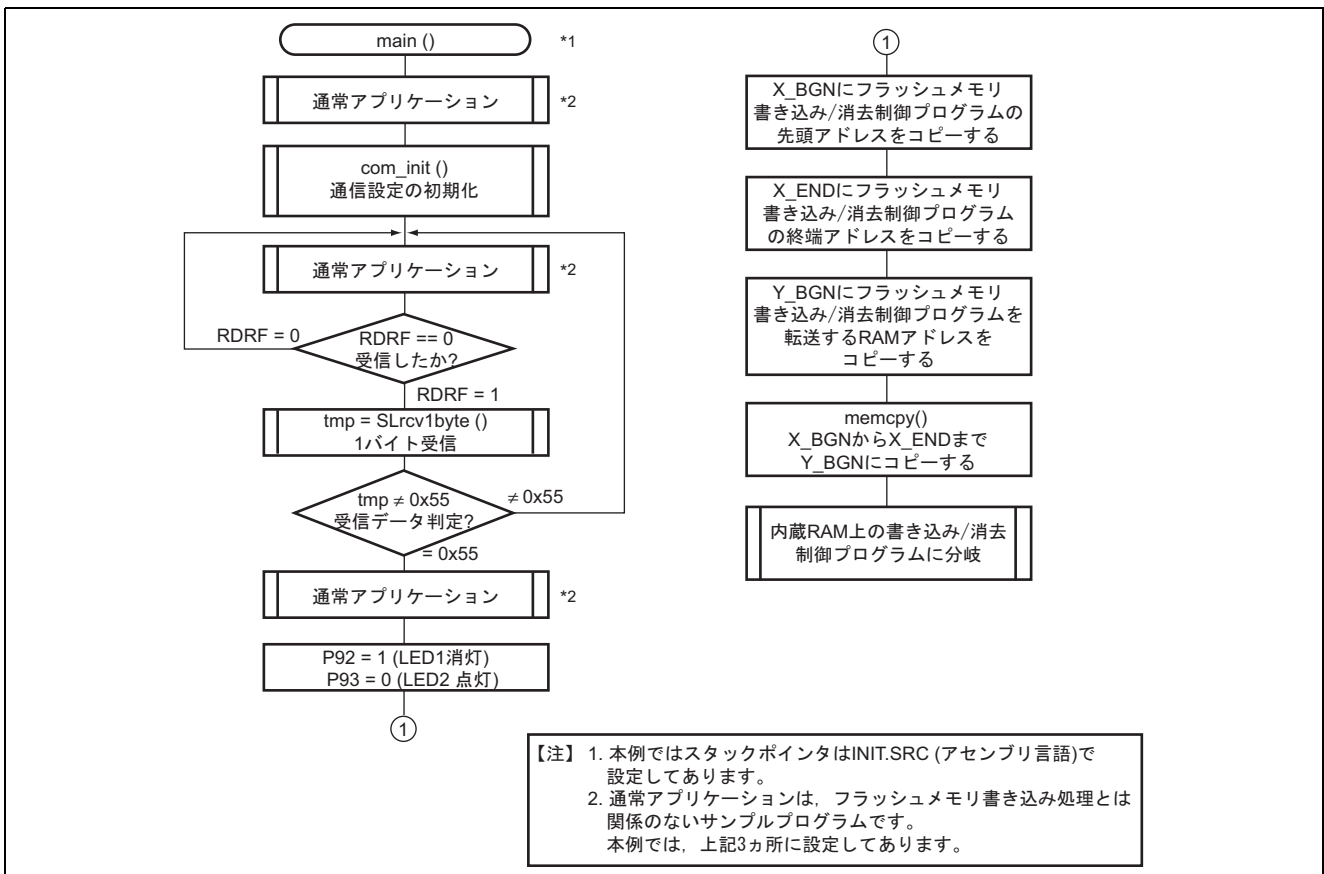 main ()
*1
通常アプリケーション
*2
com_init ()
通信設定の初期化
通常アプリケーション
*2
RDRF = 0
RDRF == 0
受信したか?
RDRF = 1
tmp = SLrcv1byte ()
1バイト受信
tmp ≠ 0x55
受信データ判定?
≠ 0x55
= 0x55
通常アプリケーション
*2
P92 = 1 (LED1消灯)
P93 = 0 (LED2 点灯)
1
1
X_BGNにフラッシュメモリ
書き込み/消去制御プログラムの
先頭アドレスをコピーする
X_ENDにフラッシュメモリ
書き込み/消去制御プログラム
の終端アドレスをコピーする
Y_BGNにフラッシュメモリ
書き込み/消去制御プログラムを
転送するRAMアドレスを
コピーする
memcpy()
X_BGNからX_ENDまで
Y_BGNにコピーする
内蔵RAM上の書き込み/消去
制御プログラムに分岐
【注】 1. 本例ではスタックポインタはINIT.SRC (アセンブリ言語)で
設定してあります。
2. 通常アプリケーションは，フラッシュメモリ書き込み処理とは
関係のないサンプルプログラムです。
本例では，上記3ヵ所に設定してあります。